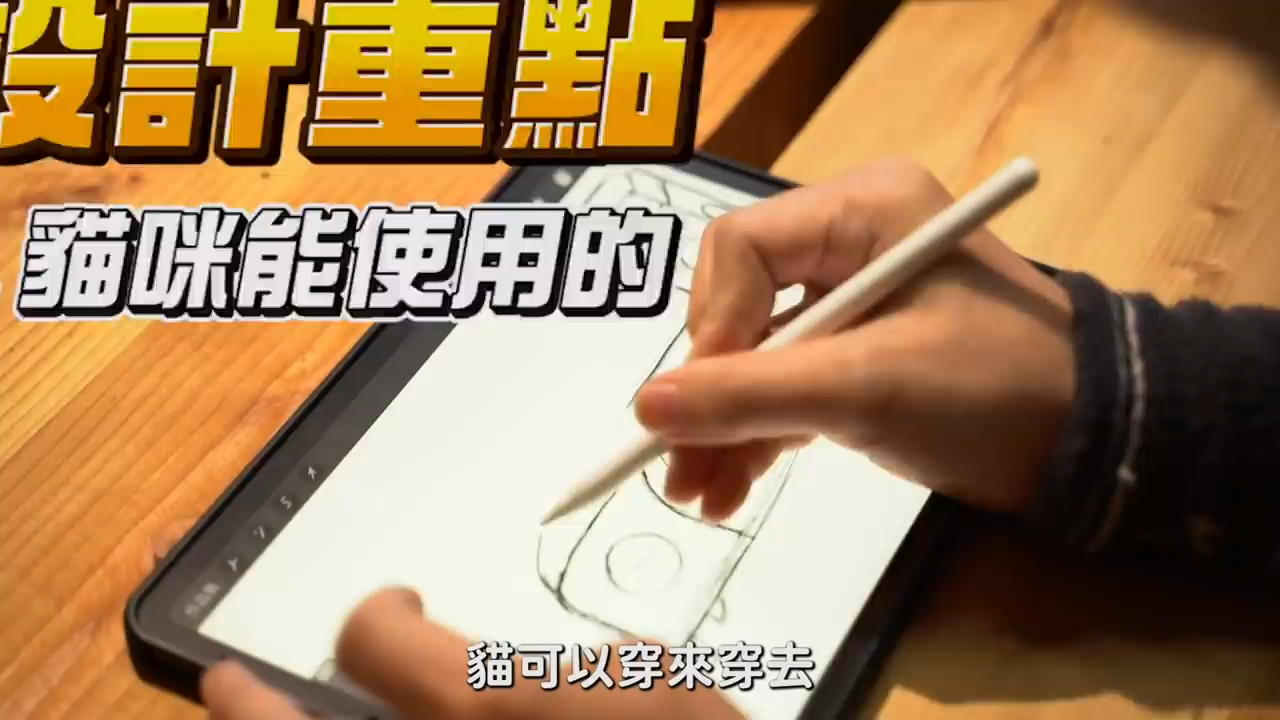 設計重點
貓咪能使用的
貓可以穿來穿去